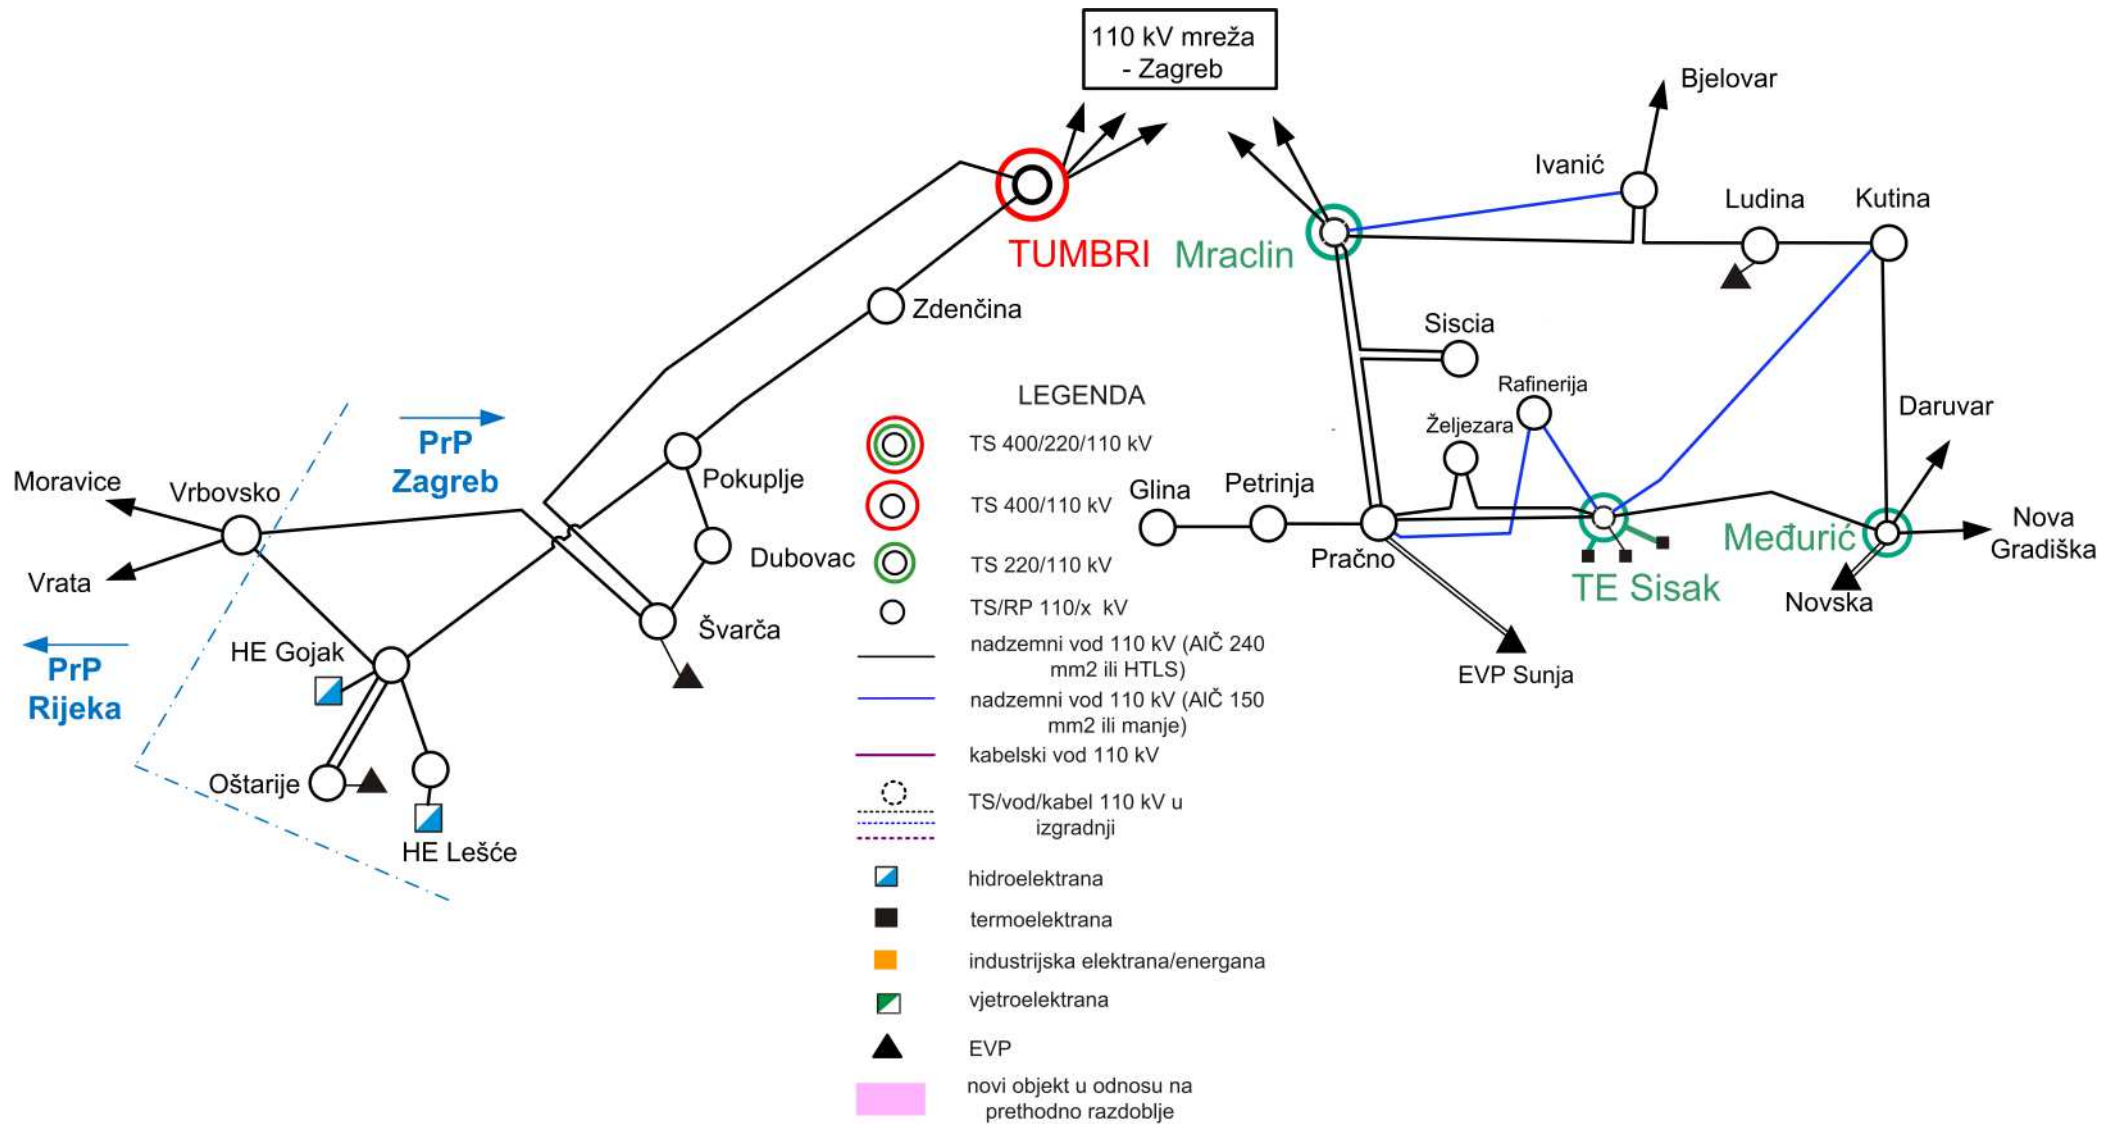 110 kV mreža
- Zagreb
Bjelovar
Ivanić
Ludina
Kutina
TUMBRI
Mraclin
Zdenčina
Siscia
Rafinerija
Željezara
Daruvar
PrP
Zagreb
Moravice
Vrbovsko
Pokuplje
Glina
Petrinja
Pračno
Međurić
Nova
Gradiška
Dubovac
Vrata
TE Sisak
Novska
Švarča
HE Gojak
PrP
Rijeka
EVP Sunja
Oštarije
HE Lešće
LEGENDA
TS 400/220/110 kV
TS 400/110 kV
TS 220/110 kV
TS/RP 110/x kV
nadzemni vod 110 kV (AlČ 240
mm2 ili HTLS)
nadzemni vod 110 kV (AlČ 150
mm2 ili manje)
kabelski vod 110 kV
TS/vod/kabel 110 kV u
izgradnji
hidroelektrana
termoelektrana
industrijska elektrana/energana
vjetroelektrana
EVP
novi objekt u odnosu na
prethodno razdoblje